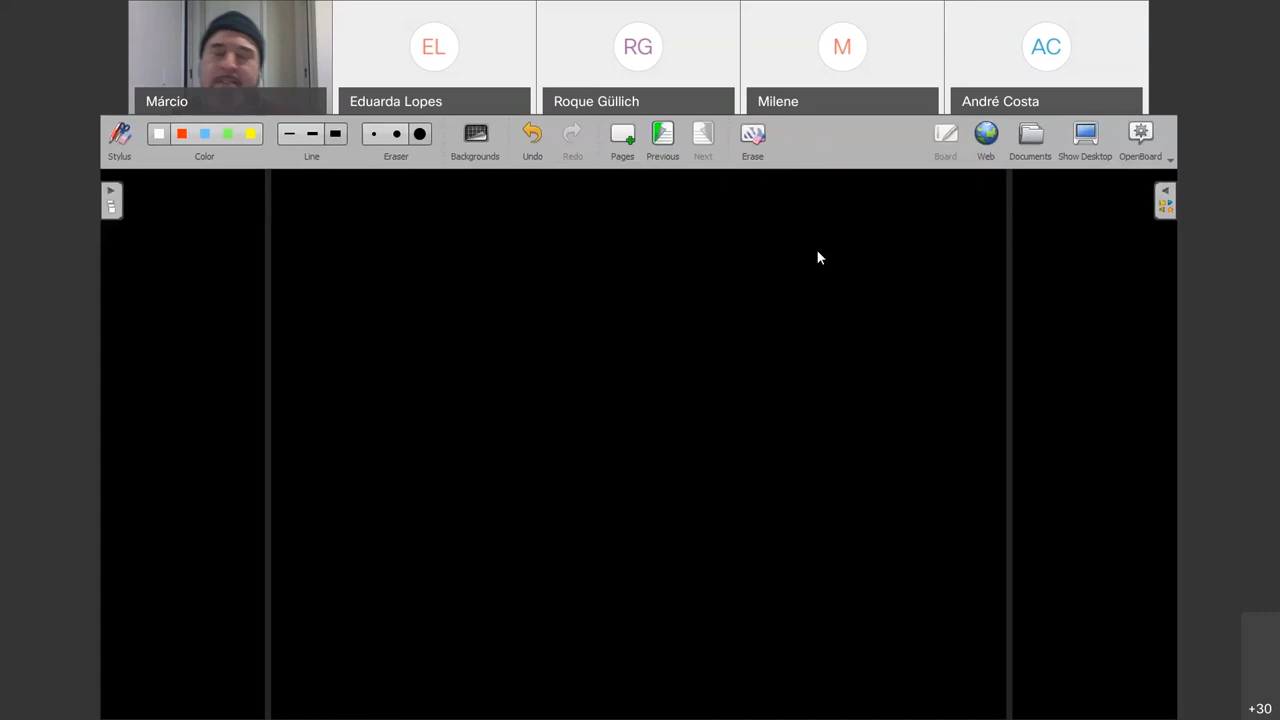 EL
RG
M
AC
Márcio
Eduarda Lopes
Roque Güllich
Milene
André Costa
Stylus
Color
Line
Eraser
Backgrounds
Undo
Redo
Pages
Previous
Next
Erase
Board
Web
Documents
Show Desktop
OpenBoard
+30